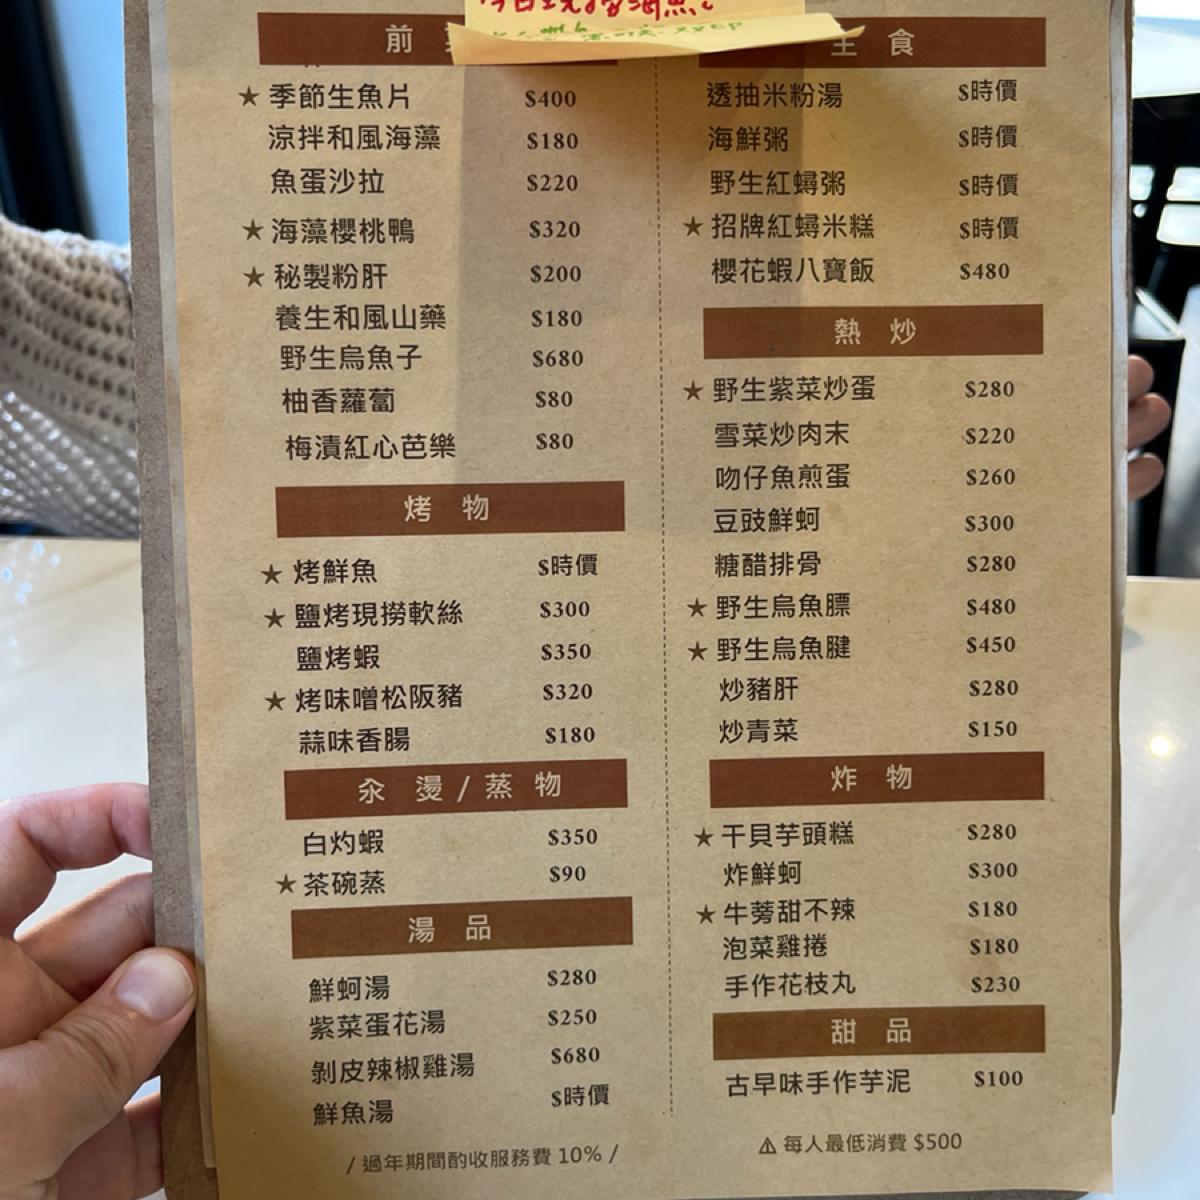 前
★ 季節生魚片 $400
涼拌和風海藻 $180
魚蛋沙拉 $220
★ 海藻櫻桃鴨 $320
★ 秘製粉肝 $200
養生和風山藥 $180
野生烏魚子 $680
柚香蘿蔔 $80
梅漬紅心芭樂 $80
烤物
★ 烤鮮魚 $時價
★ 鹽烤現撈軟絲 $300
鹽烤蝦 $350
★ 烤味噌松阪豬 $320
蒜味香腸 $180
汆燙/蒸物
白灼蝦 $350
★ 茶碗蒸 $90
湯品
鮮蚵湯 $280
紫菜蛋花湯 $250
剝皮辣椒雞湯 $680
鮮魚湯 $時價
/ 過年期間酌收服務費 10% /
主食
透抽米粉湯 $時價
海鮮粥 $時價
野生紅蟳粥 $時價
★ 招牌紅蟳米糕 $時價
櫻花蝦八寶飯 $480
熱炒
★ 野生紫菜炒蛋 $280
雪菜炒肉末 $220
吻仔魚煎蛋 $260
豆豉鮮蚵 $300
糖醋排骨 $280
★ 野生烏魚膘 $480
★ 野生烏魚腱 $450
炒豬肝 $280
炒青菜 $150
炸物
★ 干貝芋頭糕 $280
炸鮮蚵 $300
★ 牛蒡甜不辣 $180
泡菜雞捲 $180
手作花枝丸 $230
甜品
古早味手作芋泥 $100
⚠ 每人最低消費 $500